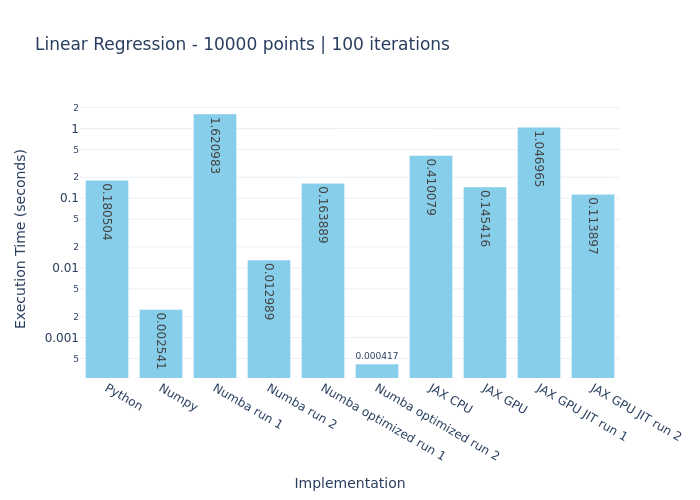 Linear Regression - 10000 points | 100 iterations
Execution Time (seconds)
2
1
5
2
0.1
5
2
0.01
5
2
0.001
5
0.180504
0.002541
1.620983
0.012989
0.163889
0.000417
0.410079
0.145416
1.046965
0.113897
Python
Numpy
Numba run 1
Numba run 2
Numba optimized run 1
Numba optimized run 2
JAX CPU
JAX GPU
JAX GPU JIT run 1
JAX GPU JIT run 2
Implementation